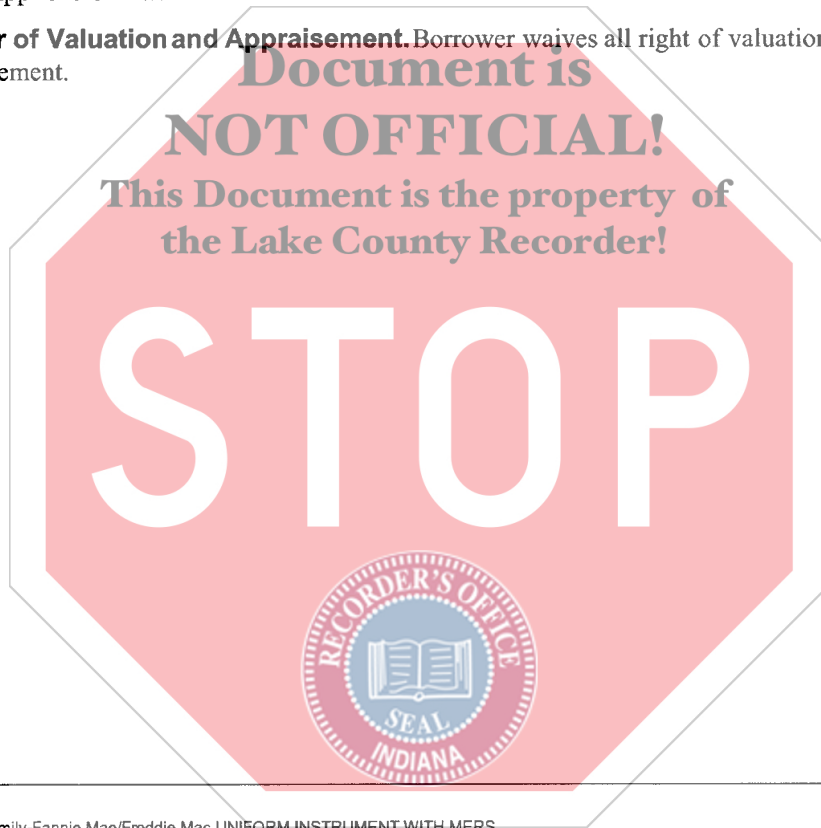 r of Valuation and Appraisement. Borrower waives all right of valuation
ement.
Document is
NOT OFFICIAL!
This Document is the property of
the Lake County Recorder!
STOP
RECORDER'S OFFICE
SEAL
INDIANA
mily-Fannie Mae/Freddie Mac UNIFORM INSTRUMENT WITH MERS